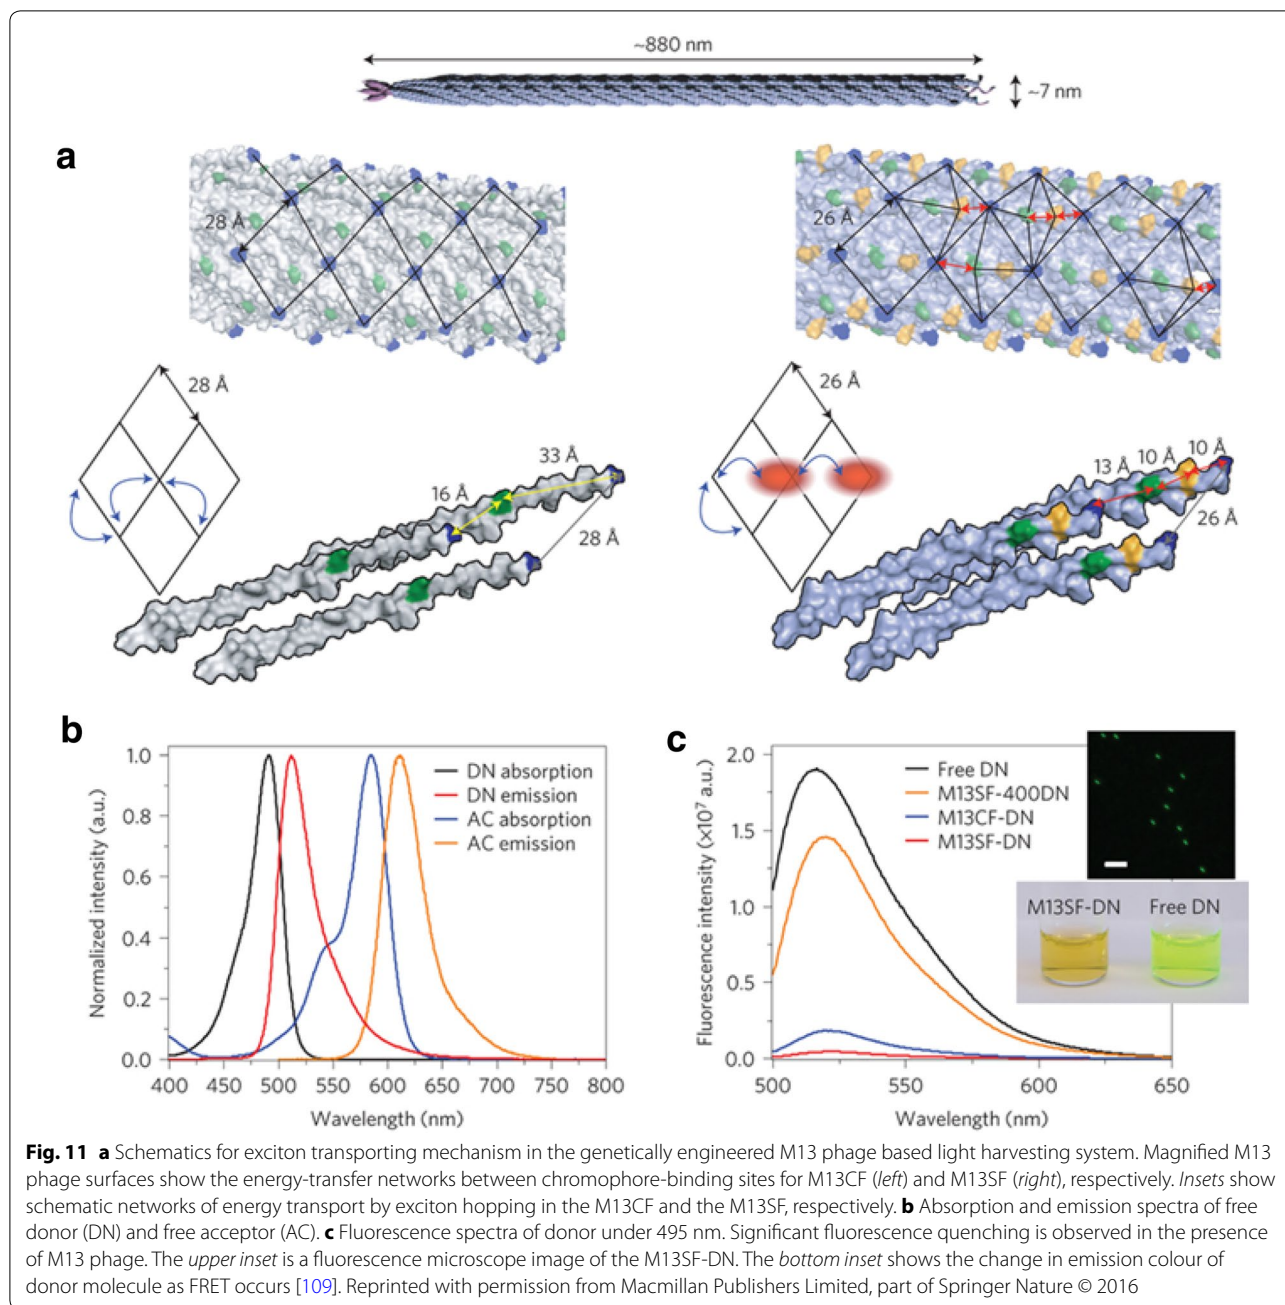 ~880 nm
~7 nm
a
28 Å
26 Å
28 Å
33 Å
16 Å
28 Å
26 Å
13 Å
10 Å
10 Å
26 Å
b
Normalized intensity (a.u.)
1.0
0.8
0.6
0.4
0.2
0.0
DN absorption
DN emission
AC absorption
AC emission
400 450 500 550 600 650 700 750 800
Wavelength (nm)
c
Fluorescence intensity (×10⁷ a.u.)
2.0
1.5
1.0
0.5
0.0
Free DN
M13SF-400DN
M13CF-DN
M13SF-DN
M13SF-DN Free DN
500 550 600 650
Wavelength (nm)
Fig. 11 a Schematics for exciton transporting mechanism in the genetically engineered M13 phage based light harvesting system. Magnified M13
phage surfaces show the energy-transfer networks between chromophore-binding sites for M13CF (left) and M13SF (right), respectively. Insets show
schematic networks of energy transport by exciton hopping in the M13CF and the M13SF, respectively. b Absorption and emission spectra of free
donor (DN) and free acceptor (AC). c Fluorescence spectra of donor under 495 nm. Significant fluorescence quenching is observed in the presence
of M13 phage. The upper inset is a fluorescence microscope image of the M13SF-DN. The bottom inset shows the change in emission colour of
donor molecule as FRET occurs [109]. Reprinted with permission from Macmillan Publishers Limited, part of Springer Nature © 2016